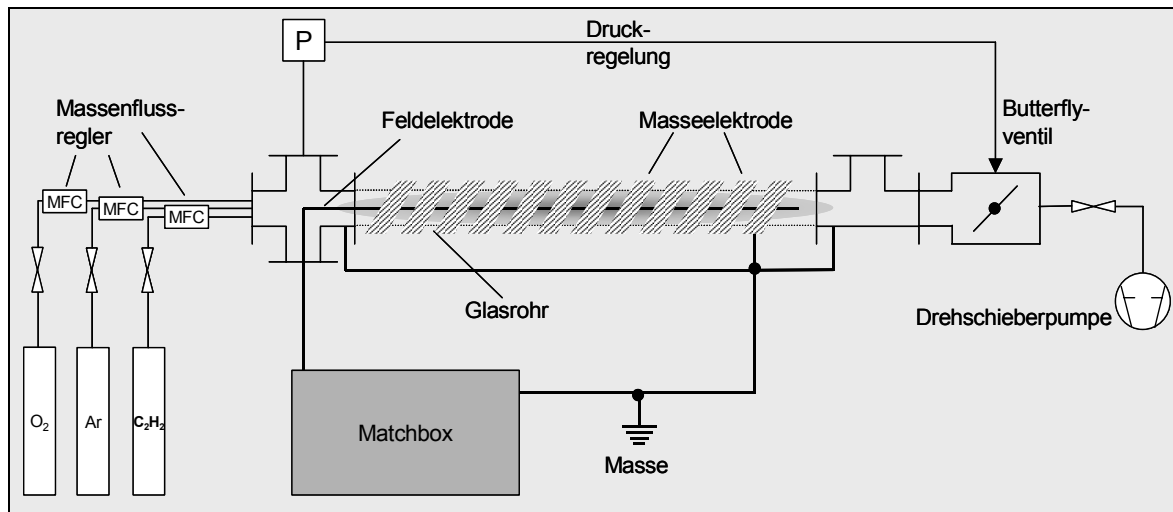 P
Druck-
regelung
Massenfluss-
regler
Feldelektrode
Masseelektrode
Butterfly-
ventil
MFC
MFC
MFC
Glasrohr
Drehschieberpumpe
O₂
Ar
C₂H₂
Matchbox
Masse